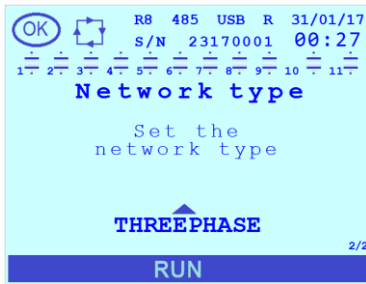 OK R8 485 USB R 31/01/17
S/N 23170001 00:27
1 2 3 4 5 6 7 8 9 10 11
Network type
Set the
network type
THREEPHASE
2/2
RUN